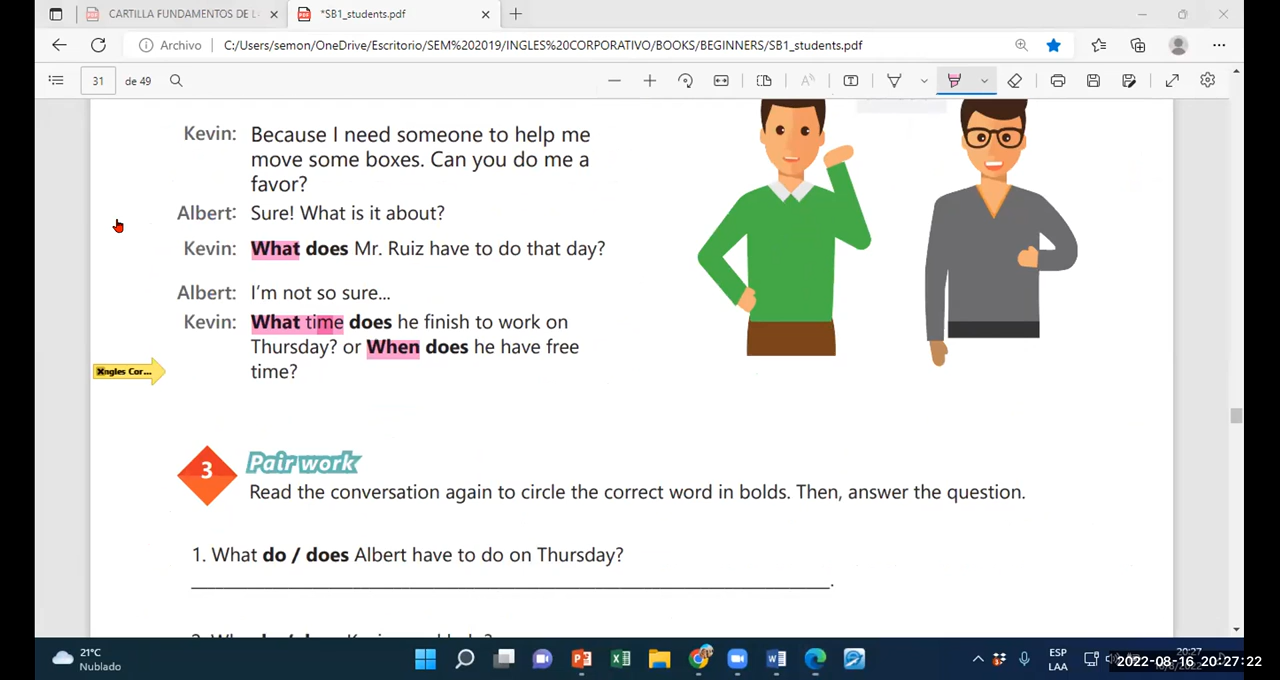 CARTILLA FUNDAMENTOS DE L
*SB1_students.pdf
Archivo
C:/Users/semon/OneDrive/Escritorio/SEM%202019/INGLES%20CORPORATIVO/BOOKS/BEGINNERS/SB1_students.pdf
31 de 49
Kevin: Because I need someone to help me
move some boxes. Can you do me a
favor?
Albert: Sure! What is it about?
Kevin: What does Mr. Ruiz have to do that day?
Albert: I'm not so sure...
Kevin: What time does he finish to work on
Thursday? or When does he have free
time?
3 Pair work
Read the conversation again to circle the correct word in bolds. Then, answer the question.
1. What do / does Albert have to do on Thursday?
21°C
Nublado
ESP
LAA
20:27
2022-08-16 20:27:22